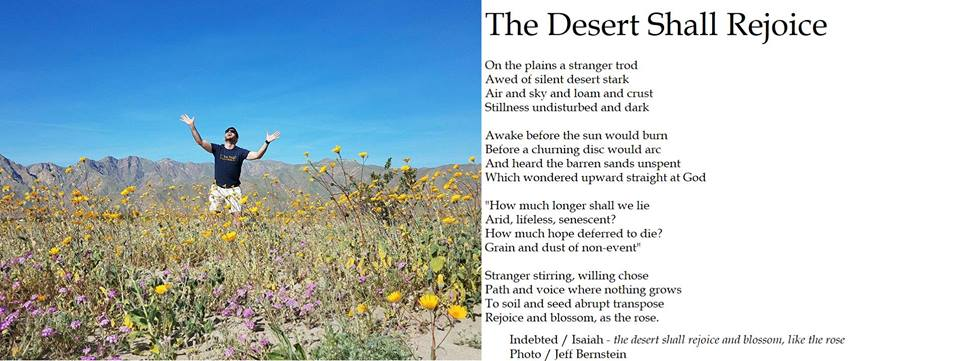 The Desert Shall Rejoice
On the plains a stranger trod
Awed of silent desert stark
Air and sky and loam and crust
Stillness undisturbed and dark
Awake before the sun would burn
Before a churning disc would arc
And heard the barren sands unspent
Which wondered upward straight at God
"How much longer shall we lie
Arid, lifeless, senescent?
How much hope deferred to die?
Grain and dust of non-event"
Stranger stirring, willing chose
Path and voice where nothing grows
To soil and seed abrupt transpose
Rejoice and blossom, as the rose.
Indebted / Isaiah - the desert shall rejoice and blossom, like the rose
Photo / Jeff Bernstein